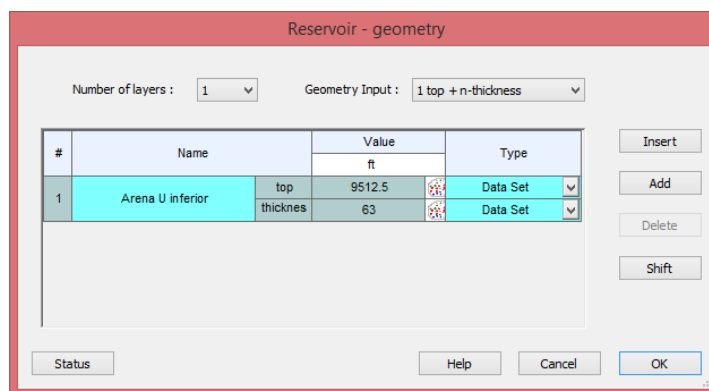 Reservoir - geometry
Number of layers : 1 Geometry Input : 1 top + n-thickness
# Name Value Type
ft
1 Arena U inferior top 9512.5 Data Set
thicknes 63 Data Set
Insert
Add
Delete
Shift
Status Help Cancel OK